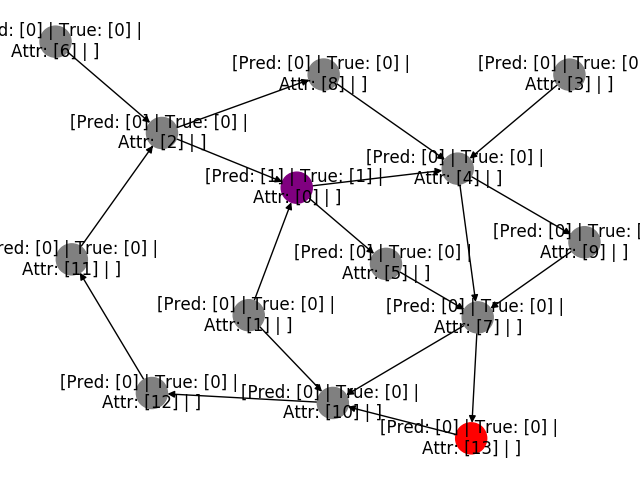 d: [0] | True: [0] |
Attr: [6] | ]
[Pred: [0] | True: [0] |
Attr: [8] | ]
[Pred: [0] | True: [0
Attr: [3] | ]
[Pred: [0] | True: [0] |
Attr: [2] | ]
[Pred: [0] | True: [0] |
Attr: [4] | ]
[Pred: [1] | True: [1] |
Attr: [0] | ]
[Pred: [0] | True: [
Attr: [9] | ]
red: [0] | True: [0] |
Attr: [11] | ]
[Pred: [0] | True: [0] |
Attr: [5] | ]
[Pred: [0] | True: [0] |
Attr: [1] | ]
[Pred: [0] | True: [0] |
Attr: [7] | ]
[Pred: [0] | True: [0] |
Attr: [12] | ]
[Pred: [0] | True: [0] |
Attr: [10] | ]
[Pred: [0] | True: [0] |
Attr: [13] | ]